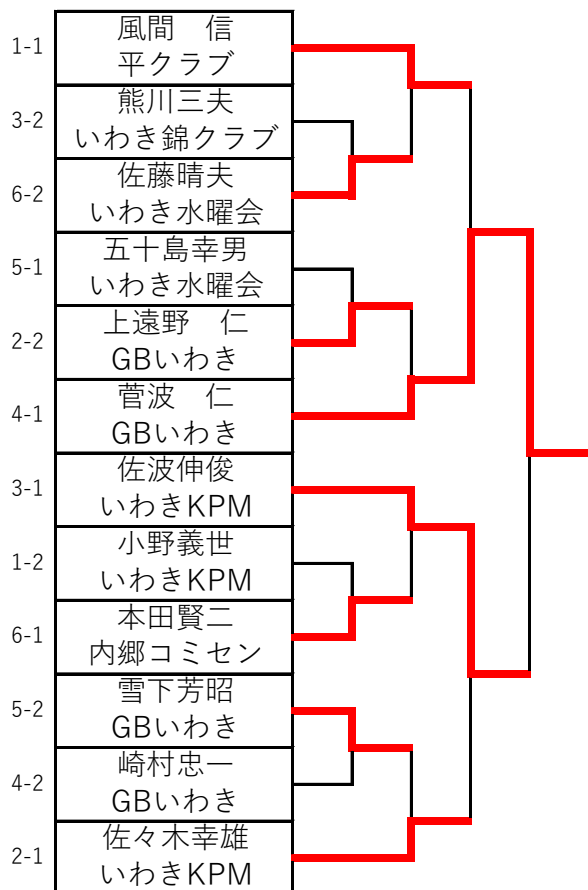 1-1
風間　信
平クラブ
3-2
熊川三夫
いわき錦クラブ
6-2
佐藤晴夫
いわき水曜会
5-1
五十島幸男
いわき水曜会
2-2
上遠野　仁
GBいわき
4-1
菅波　仁
GBいわき
3-1
佐波伸俊
いわきKPM
1-2
小野義世
いわきKPM
6-1
本田賢二
内郷コミセン
5-2
雪下芳昭
GBいわき
4-2
崎村忠一
GBいわき
2-1
佐々木幸雄
いわきKPM